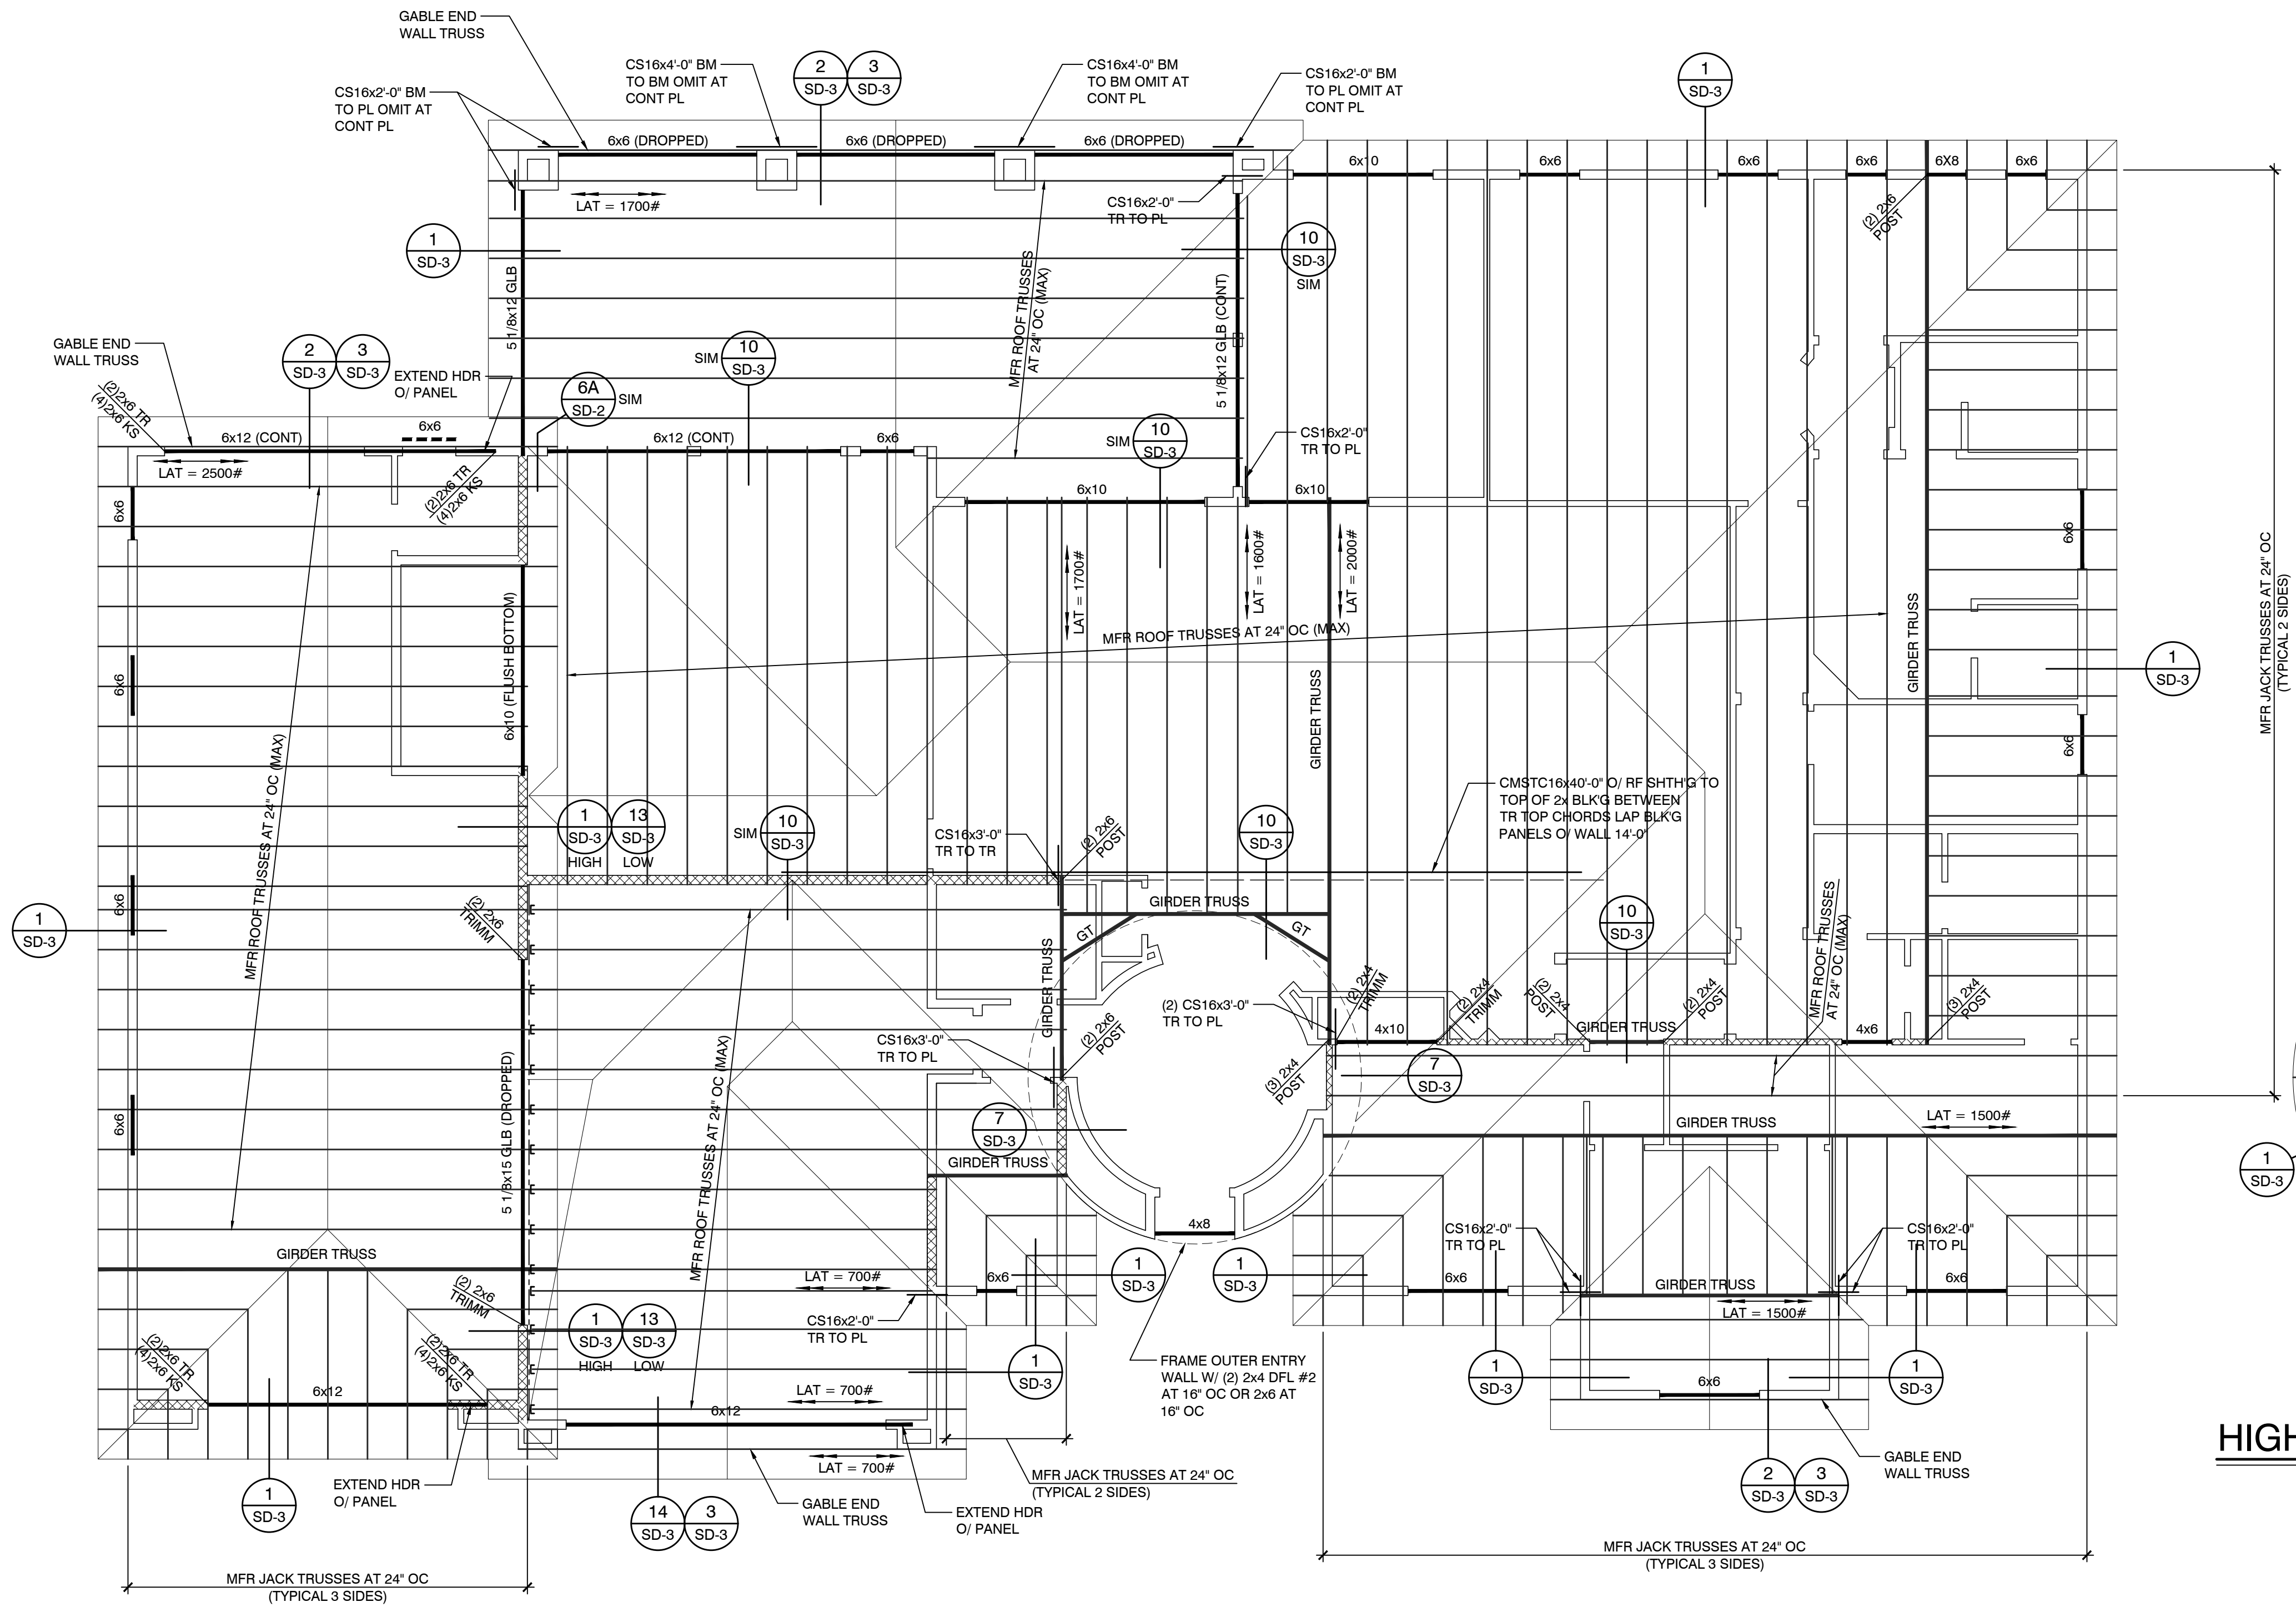 GABLE END
WALL TRUSS
CS16x4'-0" BM
TO BM OMIT AT
CONT PL
2
SD-3
3
SD-3
CS16x4'-0" BM
TO BM OMIT AT
CONT PL
CS16x2'-0" BM
TO PL OMIT AT
CONT PL
1
SD-3
CS16x2'-0" BM
TO PL OMIT AT
CONT PL
6x6 (DROPPED)
6x6 (DROPPED)
6x6 (DROPPED)
6x10
6x6
6x6
6x6
6X8
6x6
LAT = 1700#
CS16x2'-0"
TR TO PL
(2) 2x6
POST
1
SD-3
10
SD-3
SIM
5 1/8x12 GLB
MFR ROOF TRUSSES
AT 24" OC (MAX)
5 1/8x12 GLB (CONT)
GABLE END
WALL TRUSS
2
SD-3
3
SD-3
EXTEND HDR
O/ PANEL
SIM
10
SD-3
6A
SD-2
SIM
(2)2x6 TR
(4)2x6 KS
6x12 (CONT)
6x6
6x12 (CONT)
6x6
SIM
10
SD-3
CS16x2'-0"
TR TO PL
LAT = 2500#
(2)2x6 TR
(4)2x6 KS
6x10
6x10
6x6
6x6
LAT = 1700#
LAT = 1600#
LAT = 2000#
MFR JACK TRUSSES AT 24" OC
(TYPICAL 2 SIDES)
6x10 (FLUSH BOTTOM)
MFR ROOF TRUSSES AT 24" OC (MAX)
GIRDER TRUSS
GIRDER TRUSS
1
SD-3
6x6
6x6
MFR ROOF TRUSSES AT 24" OC (MAX)
CMSTC16x40'-0" O/ RF SHTH'G TO
TOP OF 2x BLK'G BETWEEN
TR TOP CHORDS LAP BLK'G
PANELS O/ WALL 14'-0"
1
SD-3
HIGH
13
SD-3
LOW
SIM
10
SD-3
CS16x3'-0"
TR TO TR
(2) 2x6
POST
10
SD-3
6x6
1
SD-3
(2) 2x6
TRIMM
GIRDER TRUSS
GT
GT
GIRDER TRUSS
10
SD-3
MFR ROOF TRUSSES
AT 24" OC (MAX)
(2) CS16x3'-0"
TR TO PL
(2) 2x4
TRIMM
(2) 2x4
TRIMM
(2) 2x4
POST
(2) 2x4
POST
(3) 2x4
POST
4x10
GIRDER TRUSS
4x6
CS16x3'-0"
TR TO PL
(2) 2x6
POST
(3) 2x4
POST
7
SD-3
MFR ROOF TRUSSES AT 24" OC (MAX)
5 1/8x15 GLB (DROPPED)
6x6
7
SD-3
GIRDER TRUSS
GIRDER TRUSS
LAT = 1500#
1
SD-3
GIRDER TRUSS
4x8
CS16x2'-0"
TR TO PL
CS16x2'-0"
TR TO PL
LAT = 700#
6x6
1
SD-3
1
SD-3
6x6
GIRDER TRUSS
6x6
LAT = 1500#
(2) 2x6
TRIMM
CS16x2'-0"
TR TO PL
1
SD-3
HIGH
13
SD-3
LOW
(2)2x6 TR
(4)2x6 KS
(2)2x6 TR
(4)2x6 KS
1
SD-3
FRAME OUTER ENTRY
WALL W/ (2) 2x4 DFL #2
AT 16" OC OR 2x6 AT
16" OC
1
SD-3
1
SD-3
6x12
LAT = 700#
6x12
6x6
HIGH
LAT = 700#
GABLE END
WALL TRUSS
EXTEND HDR
O/ PANEL
1
SD-3
MFR JACK TRUSSES AT 24" OC
(TYPICAL 2 SIDES)
2
SD-3
3
SD-3
14
SD-3
3
SD-3
GABLE END
WALL TRUSS
EXTEND HDR
O/ PANEL
MFR JACK TRUSSES AT 24" OC
(TYPICAL 3 SIDES)
MFR JACK TRUSSES AT 24" OC
(TYPICAL 3 SIDES)